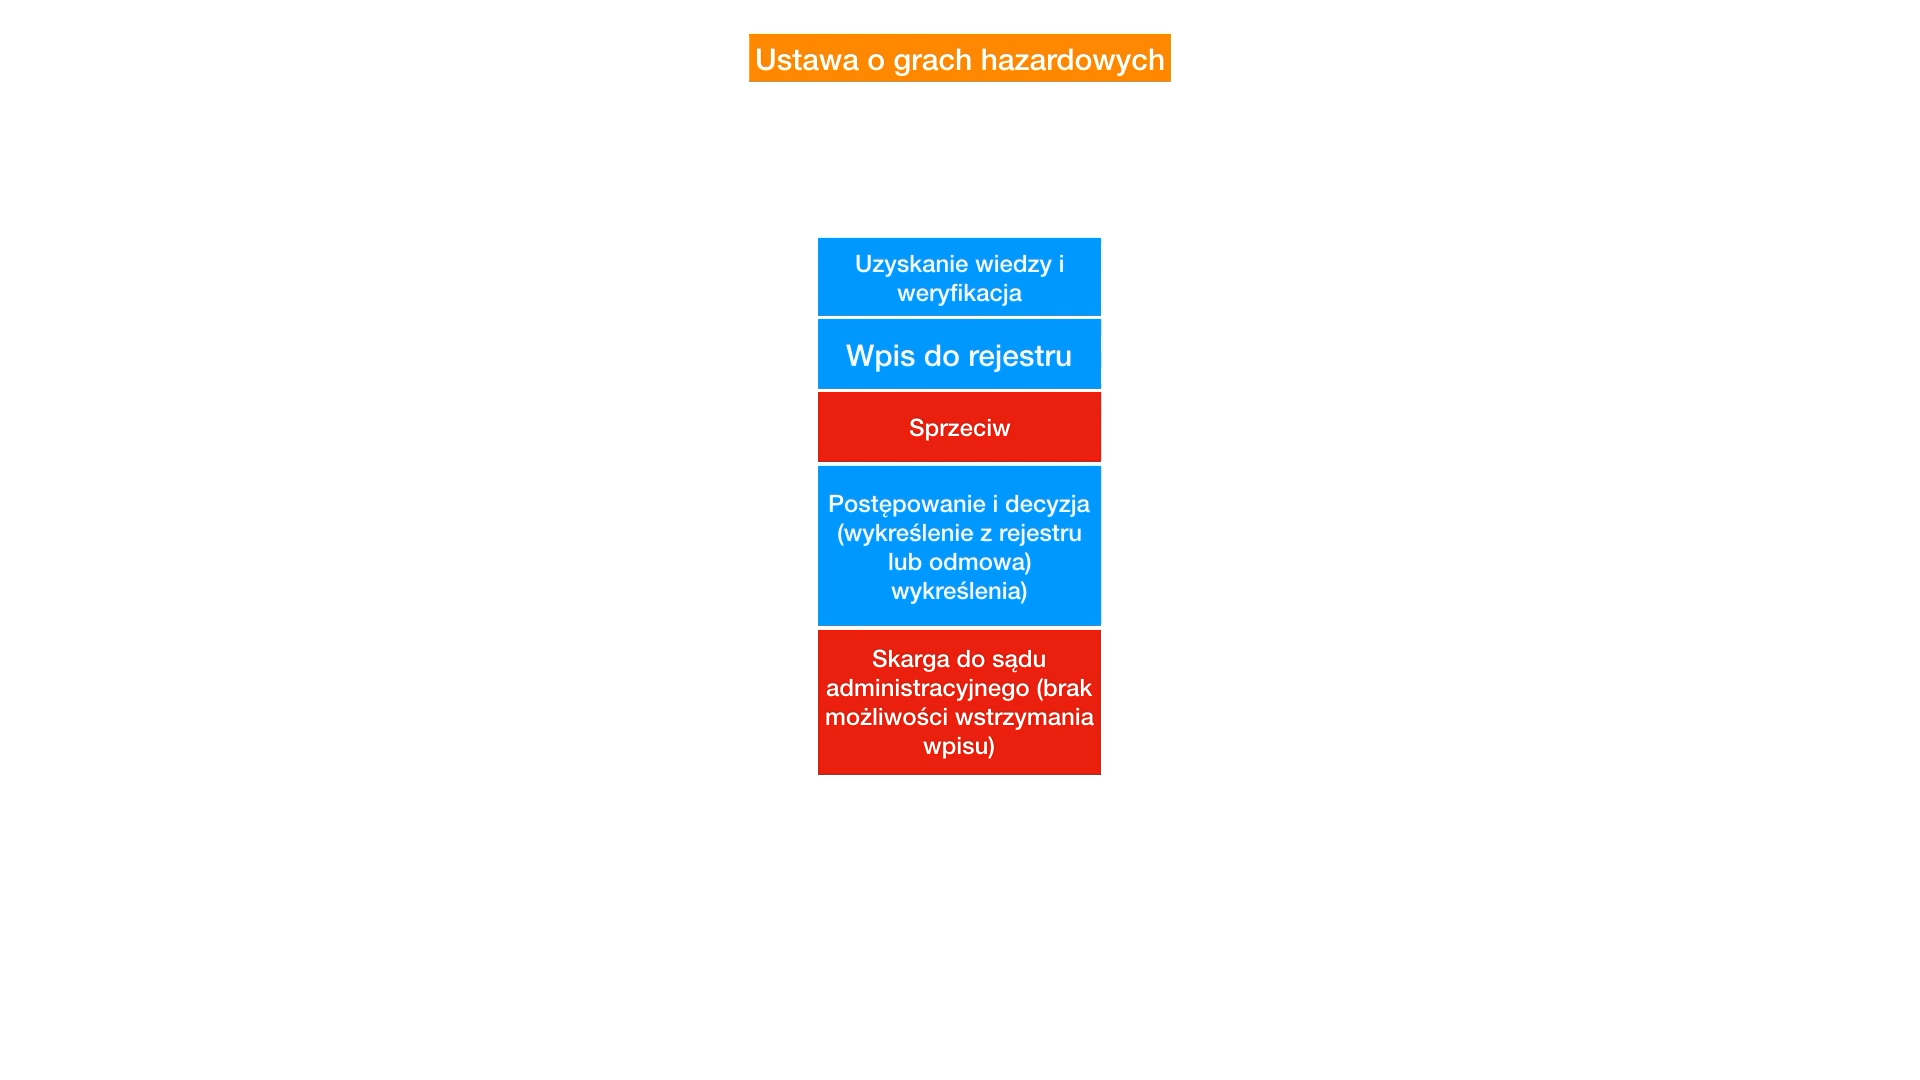 Ustawa o grach hazardowych
Uzyskanie wiedzy i
weryfikacja
Wpis do rejestru
Sprzeciw
Postępowanie i decyzja
(wykreślenie z rejestru
lub odmowa)
wykreślenia)
Skarga do sądu
administracyjnego (brak
możliwości wstrzymania
wpisu)